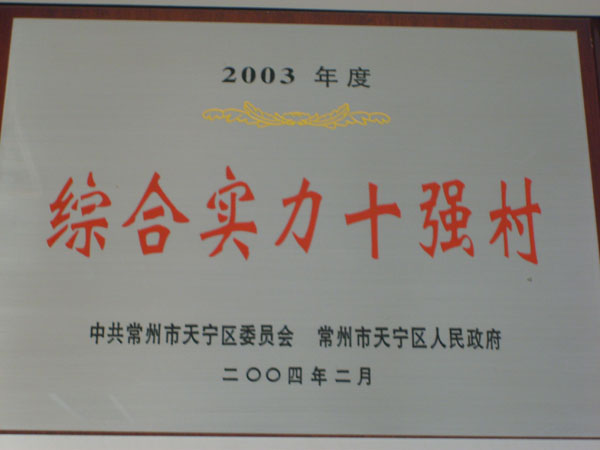 2003 年度
综合实力十强村
中共常州市天宁区委员会 常州市天宁区人民政府
二〇〇四年二月